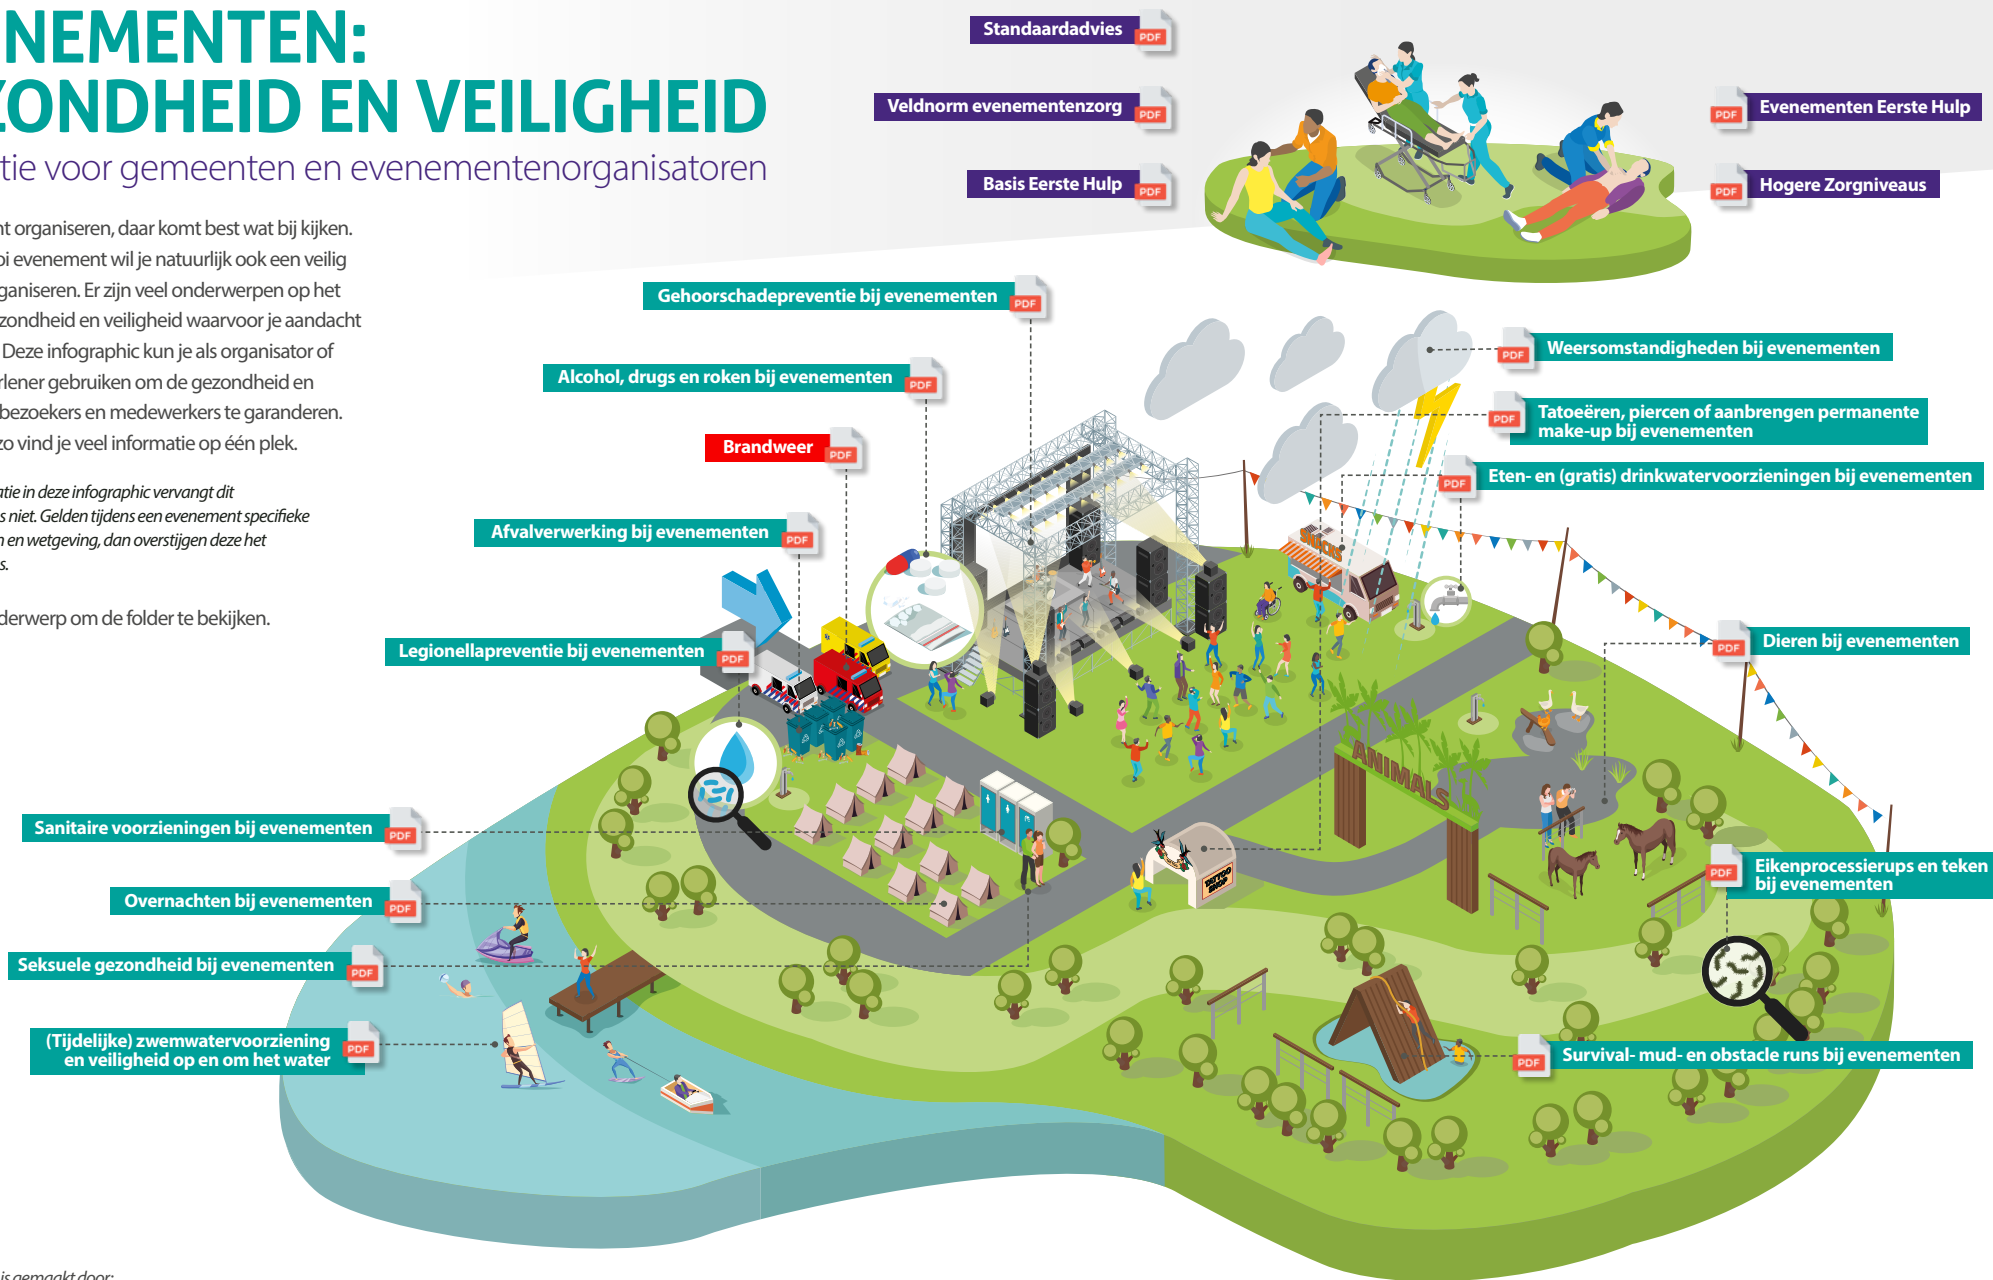 NEMENTEN:
ZONDHEID EN VEILIGHEID
tie voor gemeenten en evenementenorganisatoren
nt organiseren, daar komt best wat bij kijken.
oi evenement wil je natuurlijk ook een veilig
ganiseren. Er zijn veel onderwerpen op het
zondheid en veiligheid waarvoor je aandacht
Deze infographic kun je als organisator of
rlener gebruiken om de gezondheid en
bezoekers en medewerkers te garanderen.
zo vind je veel informatie op één plek.
atie in deze infographic vervangt dit
s niet. Gelden tijdens een evenement specifieke
n en wetgeving, dan overstijgen deze het
s.
derwerp om de folder te bekijken.
Standaardadvies PDF
Veldnorm evenementenzorg PDF
Basis Eerste Hulp PDF
PDF Evenementen Eerste Hulp
PDF Hogere Zorgniveaus
Gehoorschadepreventie bij evenementen PDF
Alcohol, drugs en roken bij evenementen PDF
Brandweer PDF
Afvalverwerking bij evenementen PDF
Legionellapreventie bij evenementen PDF
PDF Weersomstandigheden bij evenementen
PDF Tatoeëren, piercen of aanbrengen permanente
make-up bij evenementen
PDF Eten- en (gratis) drinkwatervoorzieningen bij evenementen
SNACKS
PDF Dieren bij evenementen
ANIMALS
Sanitaire voorzieningen bij evenementen PDF
TATTOO
SHOP
PDF Eikenprocessierups en teken
bij evenementen
Overnachten bij evenementen PDF
Seksuele gezondheid bij evenementen PDF
(Tijdelijke) zwemwatervoorziening
en veiligheid op en om het water PDF
PDF Survival- mud- en obstacle runs bij evenementen
is gemaakt door: